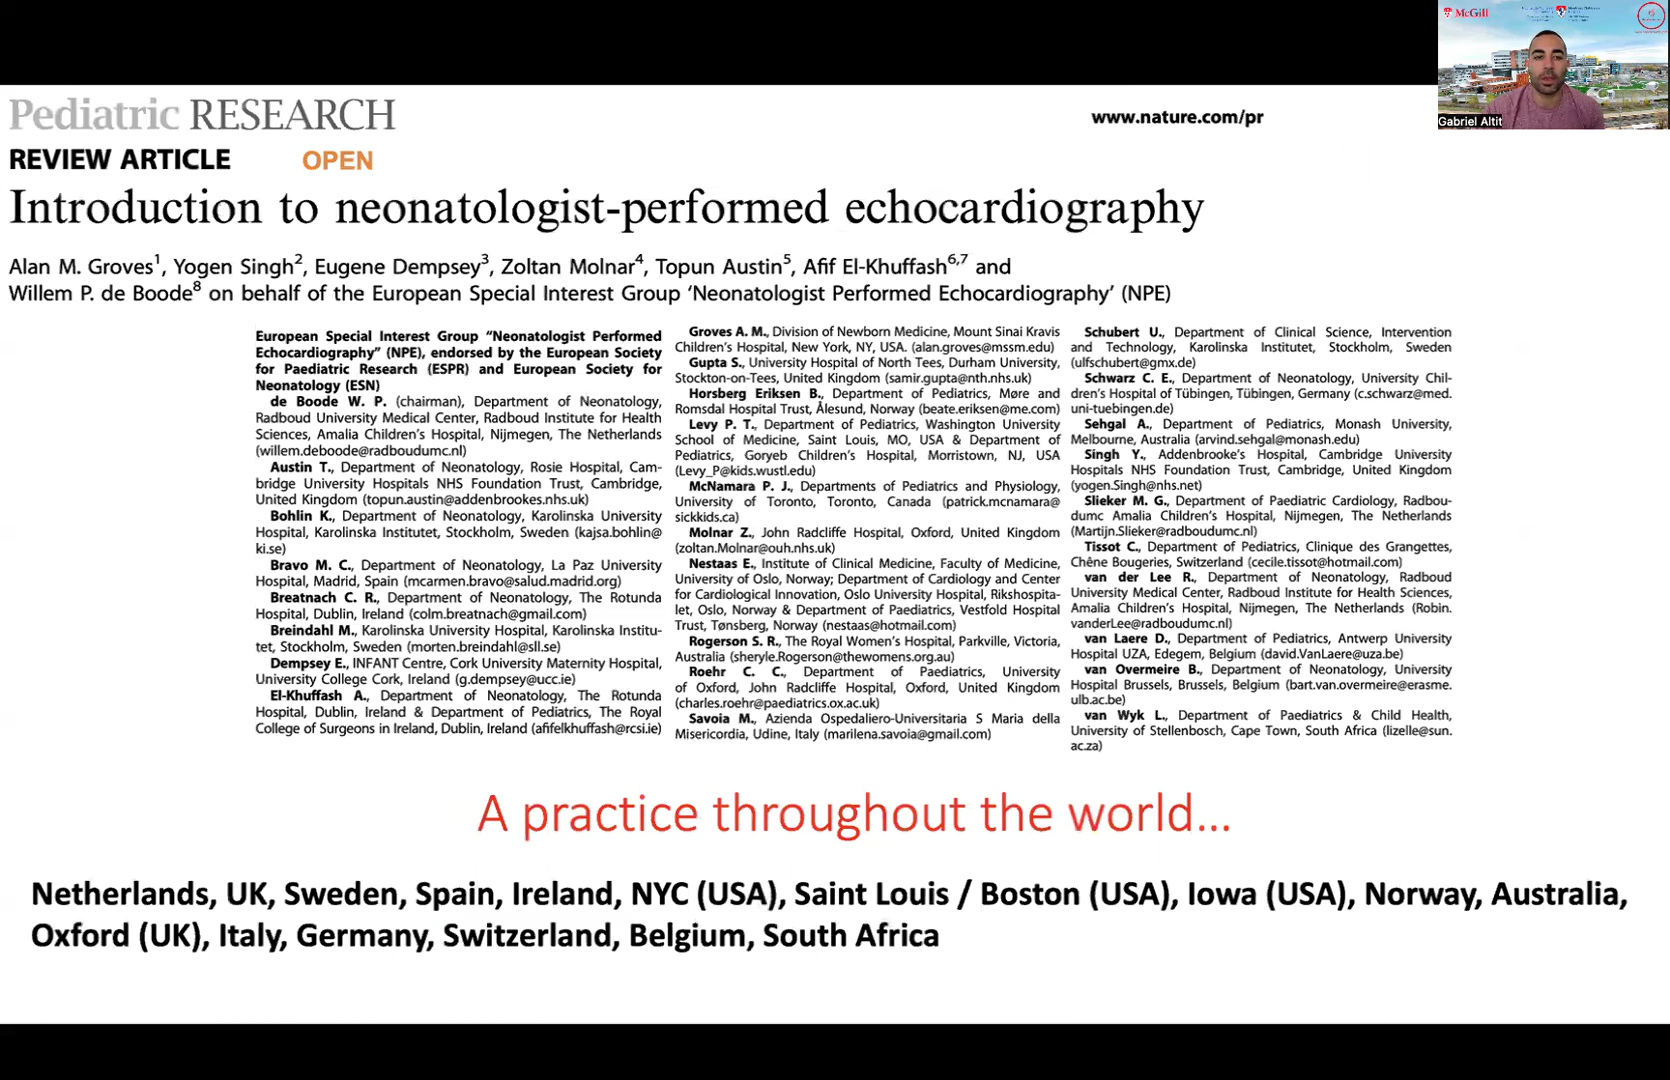 McGill
Gabriel Altit
Pediatric RESEARCH
www.nature.com/pr
REVIEW ARTICLE OPEN
Introduction to neonatologist-performed echocardiography
Alan M. Groves1, Yogen Singh2, Eugene Dempsey3, Zoltan Molnar4, Topun Austin5, Afif El-Khuffash6,7 and
Willem P. de Boode8 on behalf of the European Special Interest Group ‘Neonatologist Performed Echocardiography’ (NPE)
European Special Interest Group “Neonatologist Performed
Echocardiography” (NPE), endorsed by the European Society
for Paediatric Research (ESPR) and European Society for
Neonatology (ESN)
de Boode W. P. (chairman), Department of Neonatology,
Radboud University Medical Center, Radboud Institute for Health
Sciences, Amalia Children’s Hospital, Nijmegen, The Netherlands
(willem.deboode@radboudumc.nl)
Austin T., Department of Neonatology, Rosie Hospital, Cam-
bridge University Hospitals NHS Foundation Trust, Cambridge,
United Kingdom (topun.austin@addenbrookes.nhs.uk)
Bohlin K., Department of Neonatology, Karolinska University
Hospital, Karolinska Institutet, Stockholm, Sweden (kajsa.bohlin@
ki.se)
Bravo M. C., Department of Neonatology, La Paz University
Hospital, Madrid, Spain (mcarmen.bravo@salud.madrid.org)
Breatnach C. R., Department of Neonatology, The Rotunda
Hospital, Dublin, Ireland (colm.breatnach@gmail.com)
Breindahl M., Karolinska University Hospital, Karolinska Institu-
tet, Stockholm, Sweden (morten.breindahl@sll.se)
Dempsey E., INFANT Centre, Cork University Maternity Hospital,
University College Cork, Ireland (g.dempsey@ucc.ie)
El-Khuffash A., Department of Neonatology, The Rotunda
Hospital, Dublin, Ireland & Department of Pediatrics, The Royal
College of Surgeons in Ireland, Dublin, Ireland (afifelkhuffash@rcsi.ie)
Groves A. M., Division of Newborn Medicine, Mount Sinai Kravis
Children’s Hospital, New York, NY, USA. (alan.groves@mssm.edu)
Gupta S., University Hospital of North Tees, Durham University,
Stockton-on-Tees, United Kingdom (samir.gupta@nth.nhs.uk)
Horsberg Eriksen B., Department of Pediatrics, Møre and
Romsdal Hospital Trust, Ålesund, Norway (beate.eriksen@me.com)
Levy P. T., Department of Pediatrics, Washington University
School of Medicine, Saint Louis, MO, USA & Department of
Pediatrics, Goryeb Children’s Hospital, Morristown, NJ, USA
(Levy_P@kids.wustl.edu)
McNamara P. J., Departments of Pediatrics and Physiology,
University of Toronto, Toronto, Canada (patrick.mcnamara@
sickkids.ca)
Molnar Z., John Radcliffe Hospital, Oxford, United Kingdom
(zoltan.Molnar@ouh.nhs.uk)
Nestaas E., Institute of Clinical Medicine, Faculty of Medicine,
University of Oslo, Norway; Department of Cardiology and Center
for Cardiological Innovation, Oslo University Hospital, Rikshospita-
let, Oslo, Norway & Department of Paediatrics, Vestfold Hospital
Trust, Tønsberg, Norway (nestaas@hotmail.com)
Rogerson S. R., The Royal Women’s Hospital, Parkville, Victoria,
Australia (sheryle.Rogerson@thewomens.org.au)
Roehr C. C., Department of Paediatrics, University
of Oxford, John Radcliffe Hospital, Oxford, United Kingdom
(charles.roehr@paediatrics.ox.ac.uk)
Savoia M., Azienda Ospedaliero-Universitaria S Maria della
Misericordia, Udine, Italy (marilena.savoia@gmail.com)
Schubert U., Department of Clinical Science, Intervention
and Technology, Karolinska Institutet, Stockholm, Sweden
(ulfschubert@gmx.de)
Schwarz C. E., Department of Neonatology, University Chil-
dren’s Hospital of Tübingen, Tübingen, Germany (c.schwarz@med.
uni-tuebingen.de)
Sehgal A., Department of Pediatrics, Monash University,
Melbourne, Australia (arvind.sehgal@monash.edu)
Singh Y., Addenbrooke’s Hospital, Cambridge University
Hospitals NHS Foundation Trust, Cambridge, United Kingdom
(yogen.Singh@nhs.net)
Slieker M. G., Department of Paediatric Cardiology, Radbou-
dumc Amalia Children’s Hospital, Nijmegen, The Netherlands
(Martijn.Slieker@radboudumc.nl)
Tissot C., Department of Pediatrics, Clinique des Grangettes,
Chêne Bougeries, Switzerland (cecile.tissot@hotmail.com)
van der Lee R., Department of Neonatology, Radboud
University Medical Center, Radboud Institute for Health Sciences,
Amalia Children’s Hospital, Nijmegen, The Netherlands (Robin.
vanderLee@radboudumc.nl)
van Laere D., Department of Pediatrics, Antwerp University
Hospital UZA, Edegem, Belgium (david.VanLaere@uza.be)
van Overmeire B., Department of Neonatology, University
Hospital Brussels, Brussels, Belgium (bart.van.overmeire@erasme.
ulb.ac.be)
van Wyk L., Department of Paediatrics & Child Health,
University of Stellenbosch, Cape Town, South Africa (lizelle@sun.
ac.za)
A practice throughout the world...
Netherlands, UK, Sweden, Spain, Ireland, NYC (USA), Saint Louis / Boston (USA), Iowa (USA), Norway, Australia,
Oxford (UK), Italy, Germany, Switzerland, Belgium, South Africa